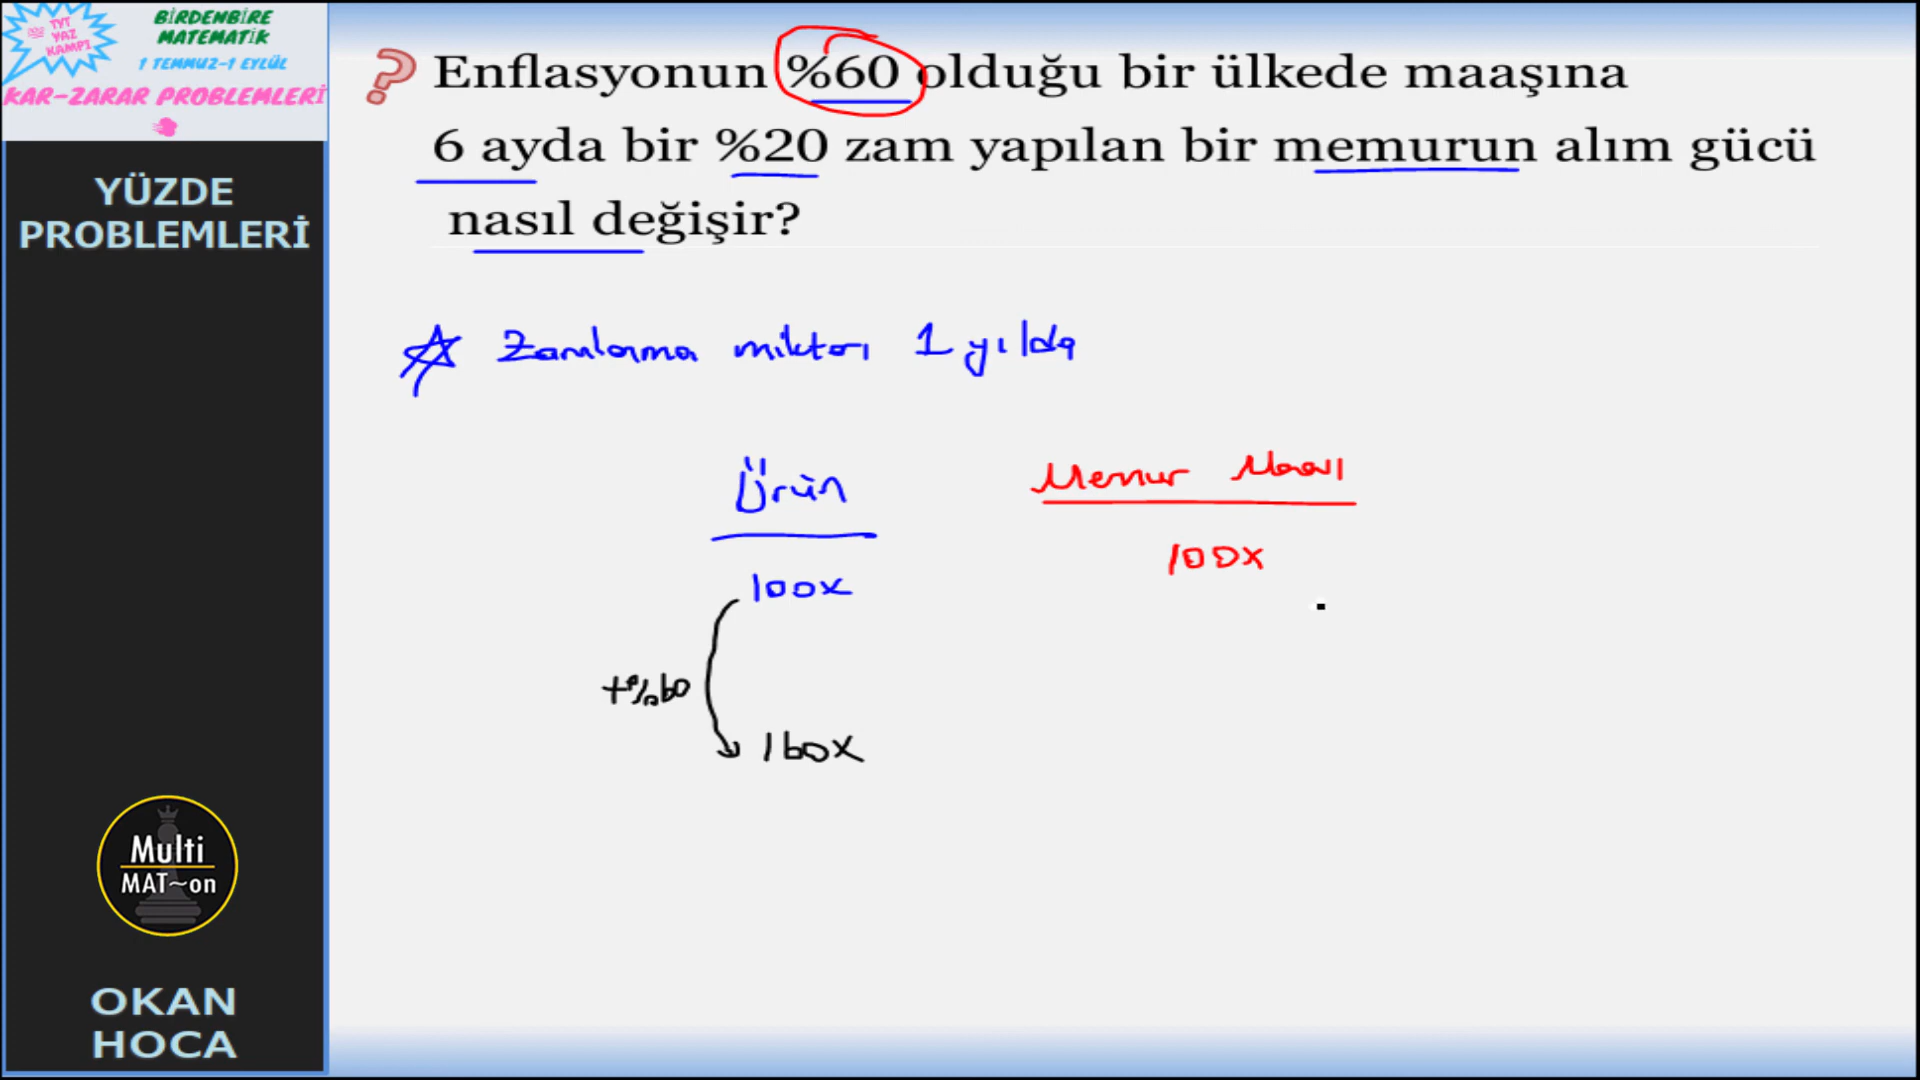 TYT
YAZ
KAMPI
BİRDENBİRE
MATEMATİK
1 TEMMUZ-1 EYLÜL
KAR-ZARAR PROBLEMLERİ
YÜZDE
PROBLEMLERİ
Enflasyonun %60 olduğu bir ülkede maaşına
6 ayda bir %20 zam yapılan bir memurun alım gücü
nasıl değişir?
Zamlanma miktarı 1 yılda
Ürün
Memur Maaşı
100x
100x
+%60
160x
Multi
MAT~on
OKAN
HOCA